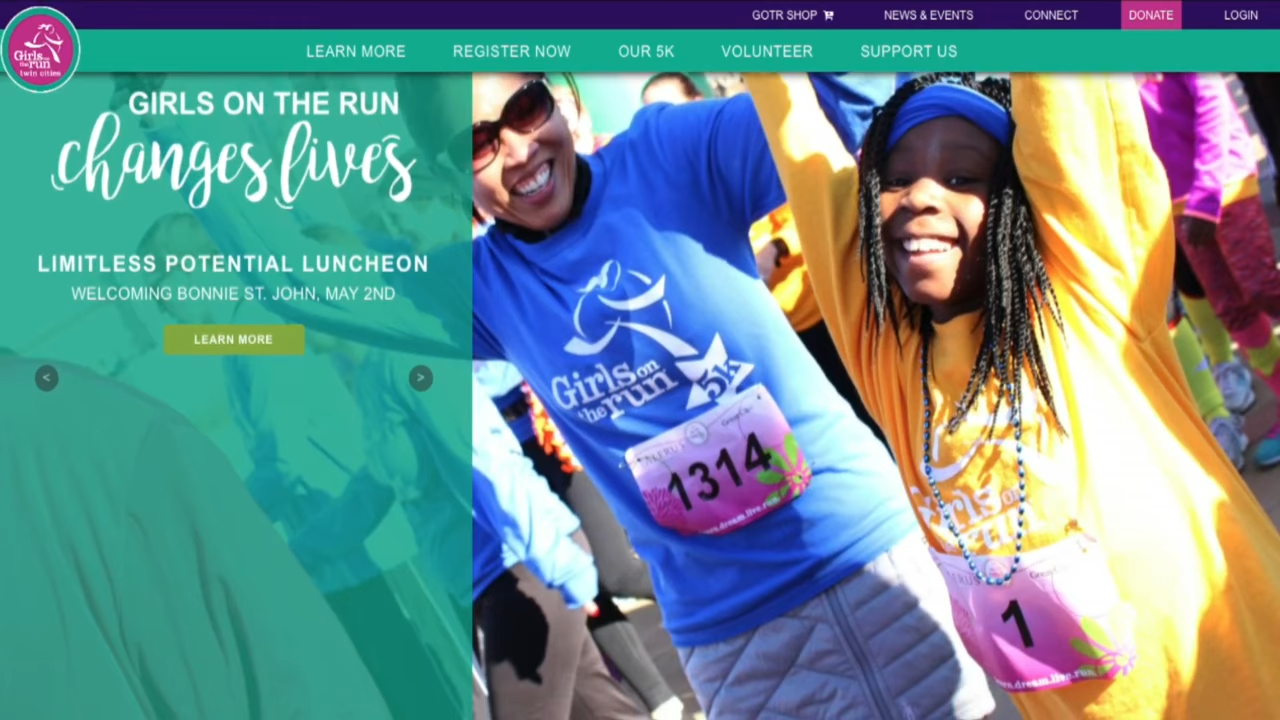 GOTR SHOP NEWS & EVENTS CONNECT DONATE LOGIN
Girls on
the run
twin cities
LEARN MORE REGISTER NOW OUR 5K VOLUNTEER SUPPORT US
GIRLS ON THE RUN
changes lives
LIMITLESS POTENTIAL LUNCHEON
WELCOMING BONNIE ST. JOHN, MAY 2ND
LEARN MORE
< >
Girls on
the run
5k
1314
Girls on
1